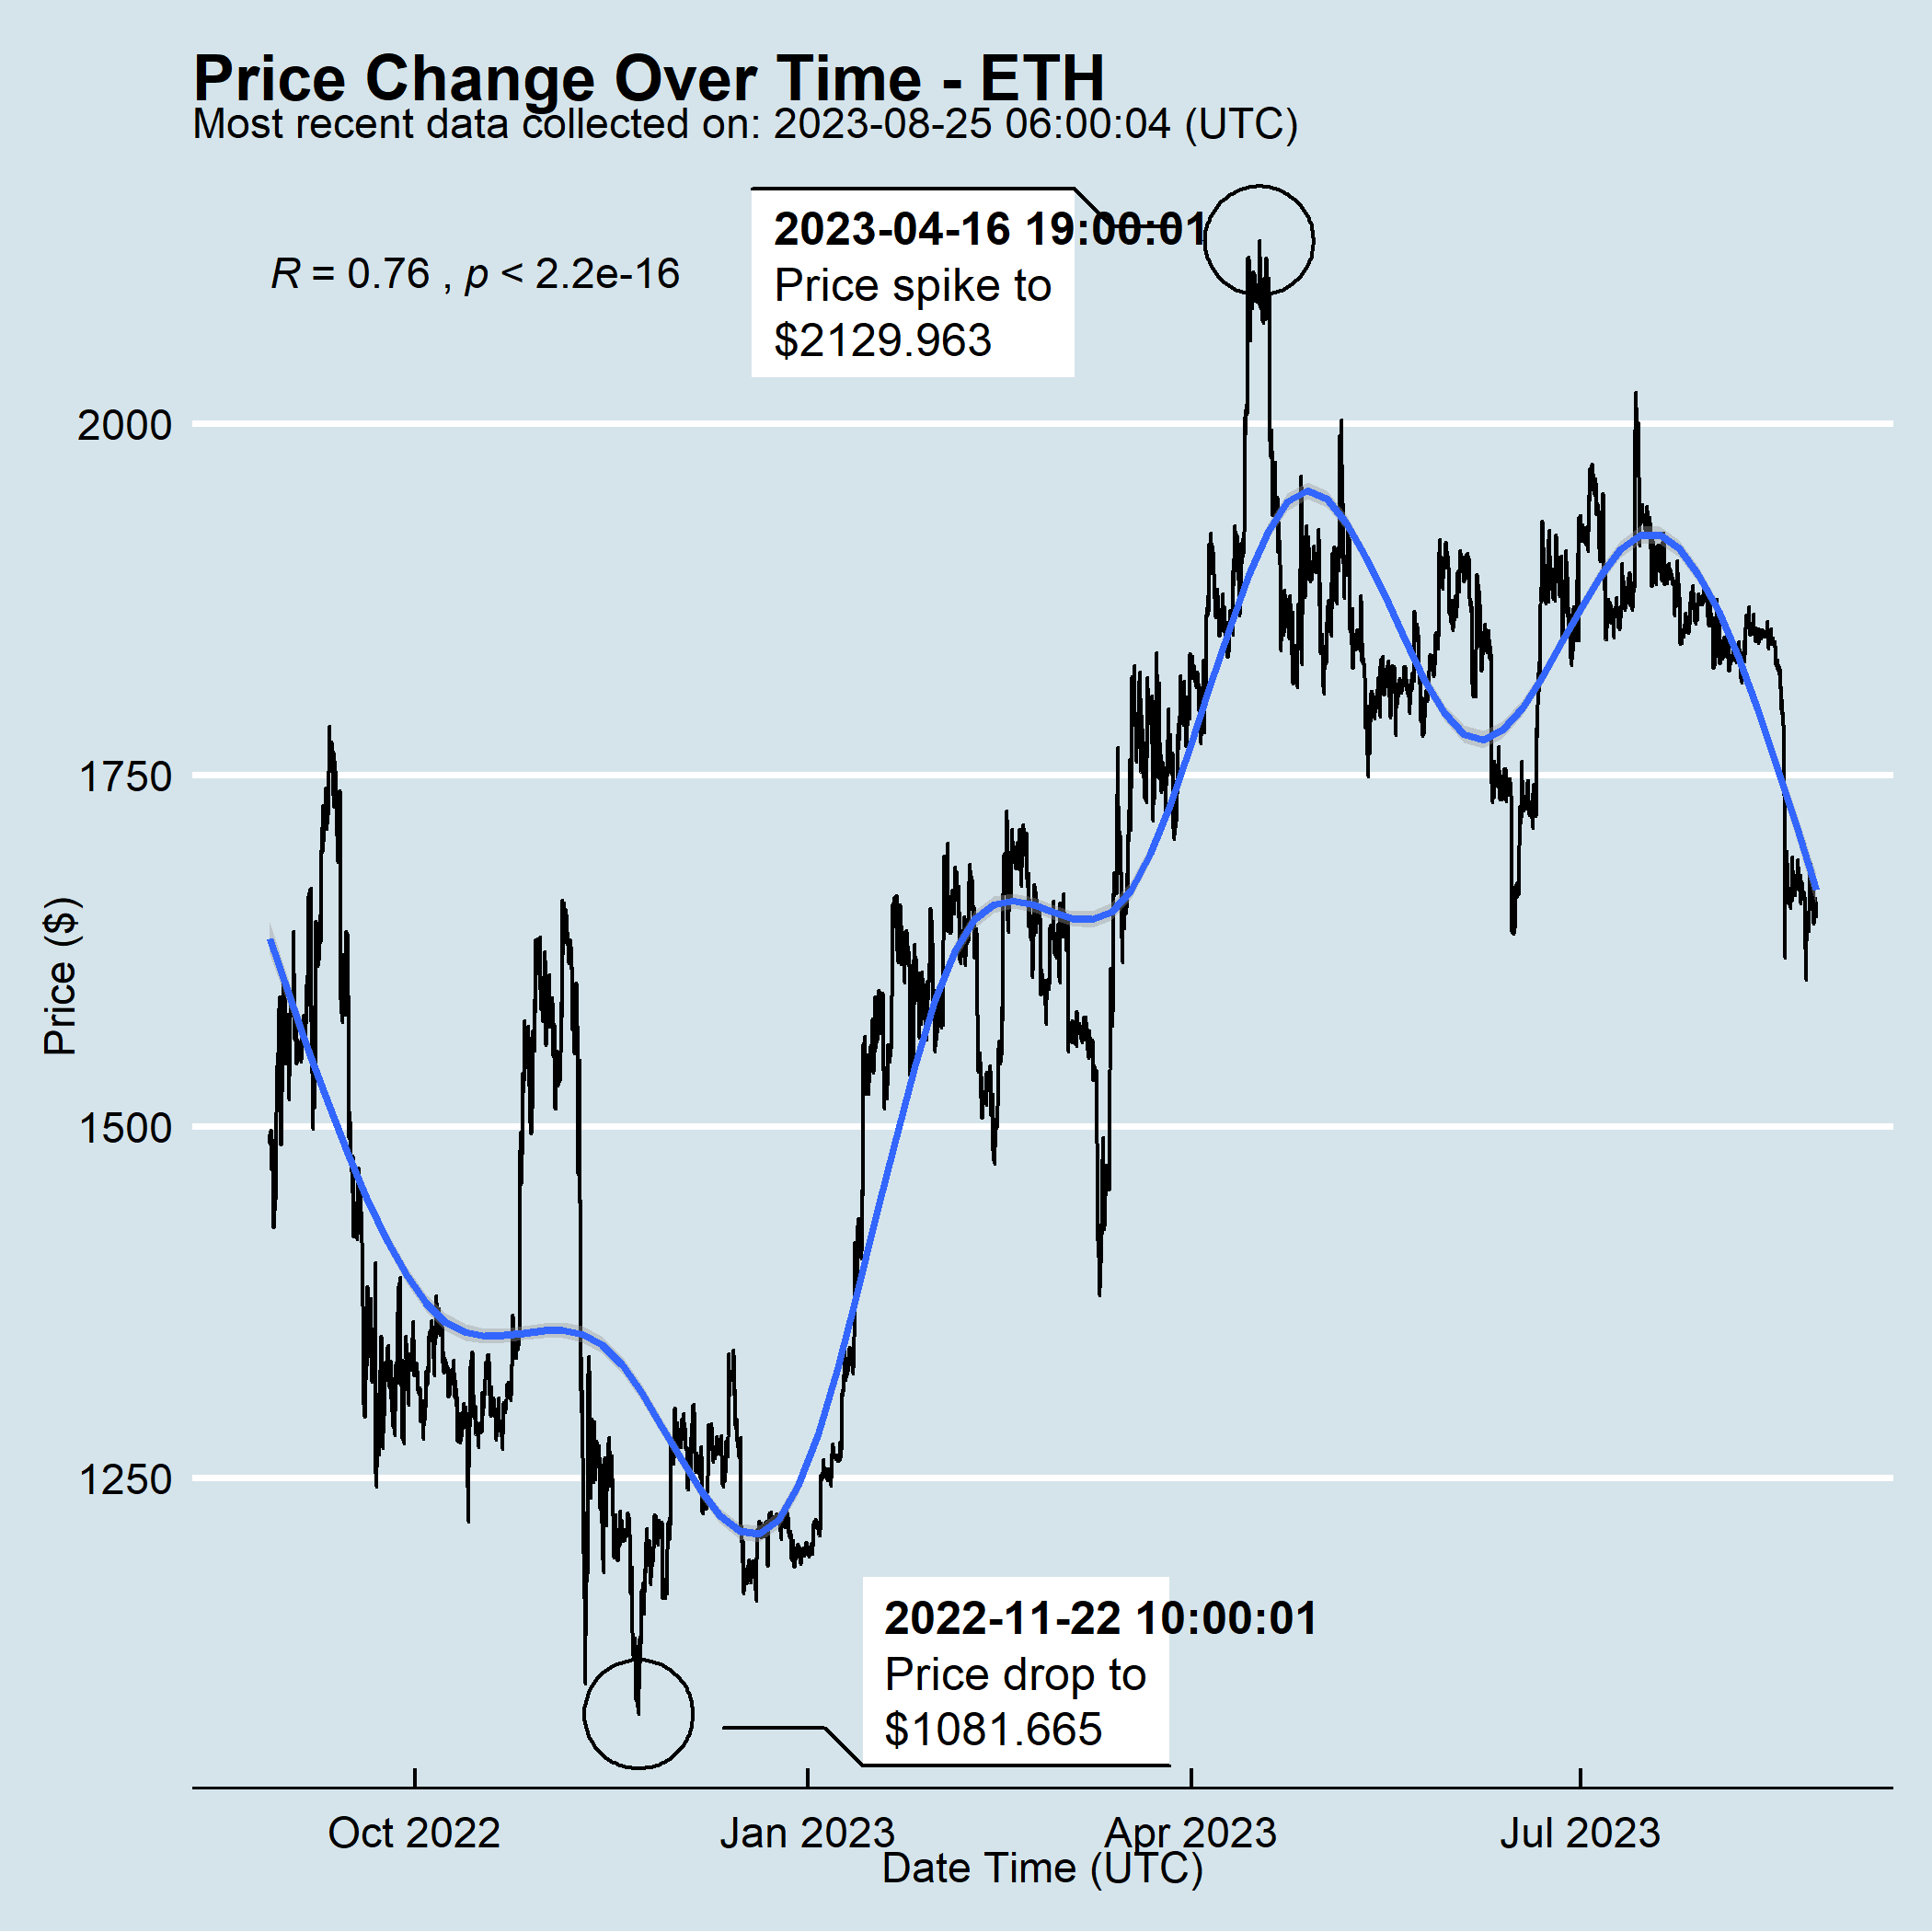 Price Change Over Time - ETH
Most recent data collected on: 2023-08-25 06:00:04 (UTC)
2023-04-16 19:00:01
Price spike to
$2129.963
R = 0.76 , p < 2.2e-16
2000
1750
1500
1250
Price ($)
2022-11-22 10:00:01
Price drop to
$1081.665
Oct 2022 Jan 2023 Apr 2023 Jul 2023
Date Time (UTC)